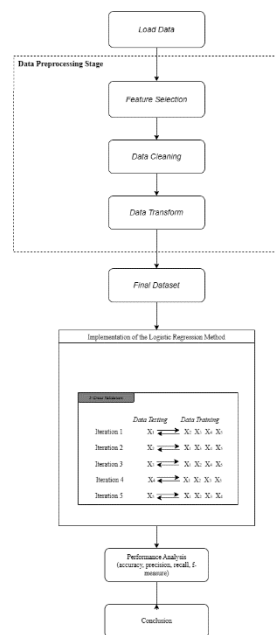 Load Data
Data Preprocessing Stage
Feature Selection
Data Cleaning
Data Transform
Final Dataset
Implementation of the Logistic Regression Method
Data Testing Data Training
Iteration 1
Iteration 2
Iteration 3
Iteration 4
Iteration 5
Performance Analysis
(accuracy, precision, recall, f-
measure)
Conclusion